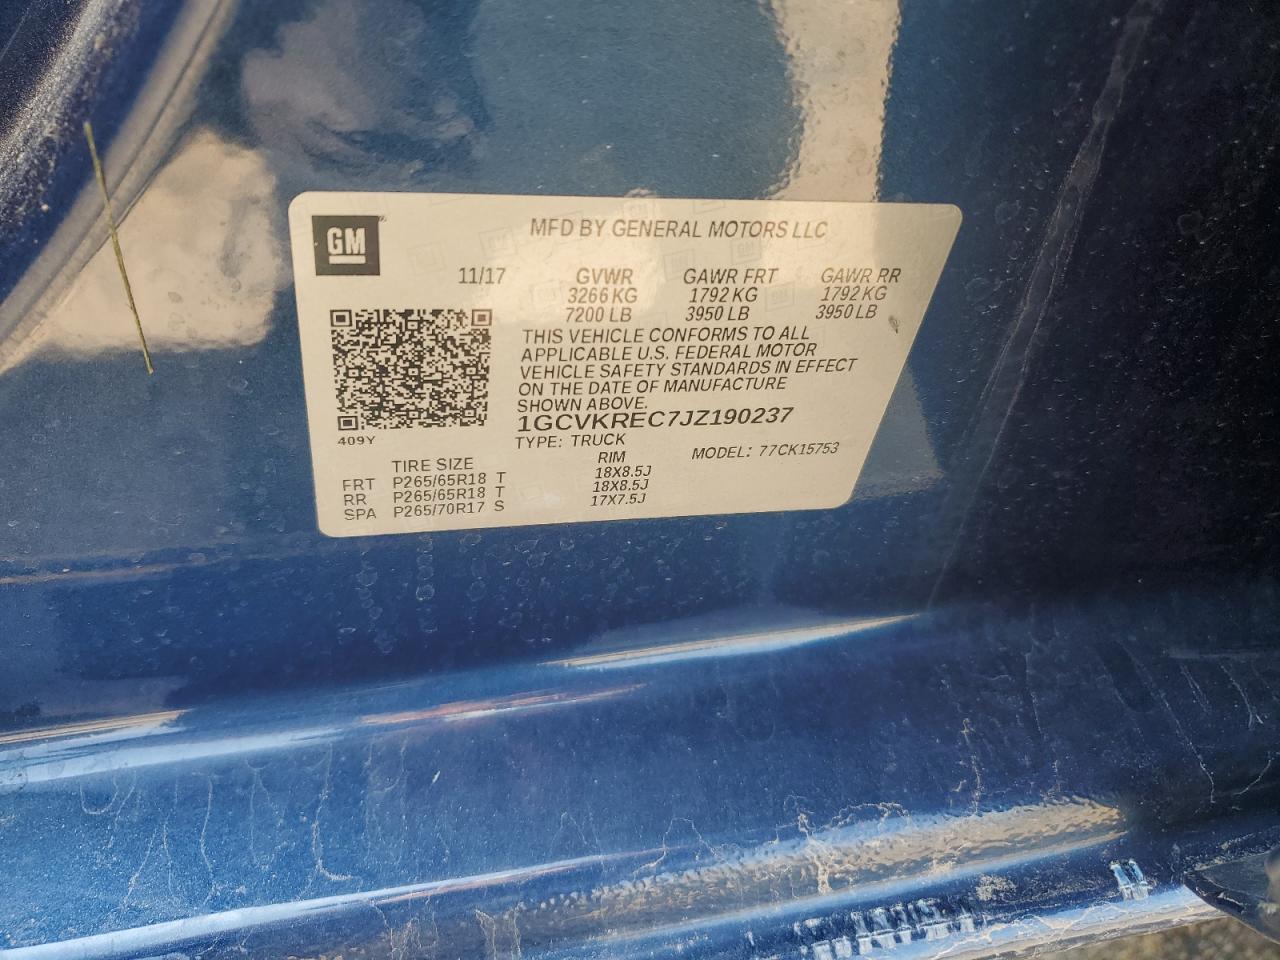 GM
MFD BY GENERAL MOTORS LLC
11/17 GVWR GAWR FRT GAWR RR
3266 KG 1792 KG 1792 KG
7200 LB 3950 LB 3950 LB
THIS VEHICLE CONFORMS TO ALL
APPLICABLE U.S. FEDERAL MOTOR
VEHICLE SAFETY STANDARDS IN EFFECT
ON THE DATE OF MANUFACTURE
SHOWN ABOVE.
1GCVKREC7JZ190237
409Y
TYPE: TRUCK MODEL: 77CK15753
TIRE SIZE RIM
FRT P265/65R18 T 18X8.5J
RR P265/65R18 T 18X8.5J
SPA P265/70R17 S 17X7.5J